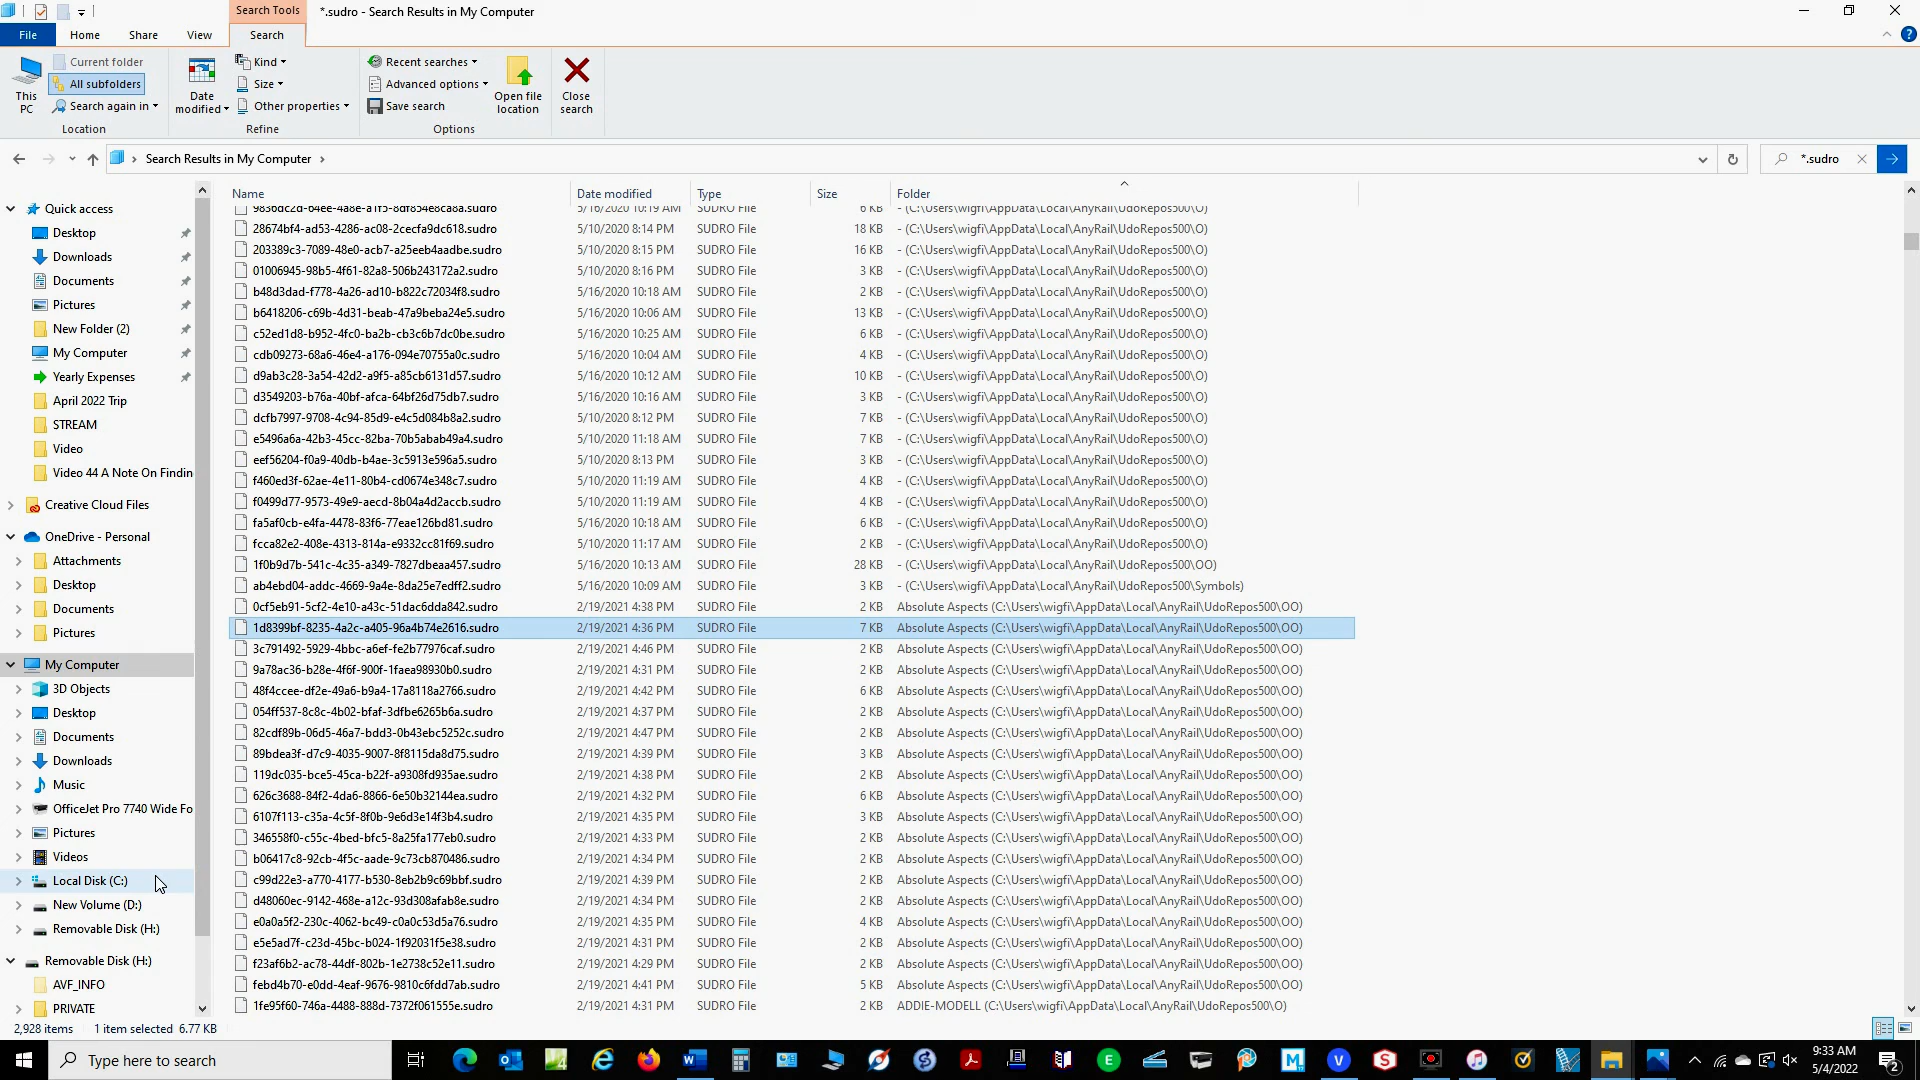 Search Tools
*.sudro - Search Results in My Computer
File
Home
Share
View
Search
This PC
Current folder
All subfolders
Search again in
Location
Date modified
Kind
Size
Other properties
Refine
Recent searches
Advanced options
Save search
Open file location
Options
Close search
Search Results in My Computer
*.sudro
Quick access
Desktop
Downloads
Documents
Pictures
New Folder (2)
My Computer
Yearly Expenses
April 2022 Trip
STREAM
Video
Video 44 A Note On Findin
Creative Cloud Files
OneDrive - Personal
Attachments
Desktop
Documents
Pictures
My Computer
3D Objects
Desktop
Documents
Downloads
Music
OfficeJet Pro 7740 Wide Fo
Pictures
Videos
Local Disk (C:)
New Volume (D:)
Removable Disk (H:)
Removable Disk (H:)
AVF_INFO
PRIVATE
Name Date modified Type Size Folder
9836dc2d-64ee-4a8e-a1f5-8df854e8ca8a.sudro 5/16/2020 10:19 AM SUDRO File 6 KB - (C:\Users\wigfi\AppData\Local\AnyRail\UdoRepos500\O)
28674bf4-ad53-4286-ac08-2cecfa9dc618.sudro 5/10/2020 8:14 PM SUDRO File 18 KB - (C:\Users\wigfi\AppData\Local\AnyRail\UdoRepos500\O)
203389c3-7089-48e0-acb7-a25eeb4aadbe.sudro 5/10/2020 8:15 PM SUDRO File 16 KB - (C:\Users\wigfi\AppData\Local\AnyRail\UdoRepos500\O)
01006945-98b5-4f61-82a8-506b243172a2.sudro 5/10/2020 8:16 PM SUDRO File 3 KB - (C:\Users\wigfi\AppData\Local\AnyRail\UdoRepos500\O)
b48d3dad-f778-4a26-ad10-b822c72034f8.sudro 5/16/2020 10:18 AM SUDRO File 2 KB - (C:\Users\wigfi\AppData\Local\AnyRail\UdoRepos500\O)
b6418206-c69b-4d31-beab-47a9beba24e5.sudro 5/16/2020 10:06 AM SUDRO File 13 KB - (C:\Users\wigfi\AppData\Local\AnyRail\UdoRepos500\O)
c52ed1d8-b952-4fc0-ba2b-cb3c6b7dc0be.sudro 5/16/2020 10:25 AM SUDRO File 6 KB - (C:\Users\wigfi\AppData\Local\AnyRail\UdoRepos500\O)
cdb09273-68a6-46e4-a176-094e70755a0c.sudro 5/16/2020 10:04 AM SUDRO File 4 KB - (C:\Users\wigfi\AppData\Local\AnyRail\UdoRepos500\O)
d9ab3c28-3a54-42d2-a9f5-a85cb6131d57.sudro 5/16/2020 10:12 AM SUDRO File 10 KB - (C:\Users\wigfi\AppData\Local\AnyRail\UdoRepos500\O)
d3549203-b76a-40bf-afca-64bf26d75db7.sudro 5/16/2020 10:16 AM SUDRO File 3 KB - (C:\Users\wigfi\AppData\Local\AnyRail\UdoRepos500\O)
dcfb7997-9708-4c94-85d9-e4c5d084b8a2.sudro 5/10/2020 8:12 PM SUDRO File 7 KB - (C:\Users\wigfi\AppData\Local\AnyRail\UdoRepos500\O)
e5496a6a-42b3-45cc-82ba-70b5abab49a4.sudro 5/10/2020 11:18 AM SUDRO File 7 KB - (C:\Users\wigfi\AppData\Local\AnyRail\UdoRepos500\O)
eef56204-f0a9-40db-b4ae-3c5913e596a5.sudro 5/10/2020 8:13 PM SUDRO File 3 KB - (C:\Users\wigfi\AppData\Local\AnyRail\UdoRepos500\O)
f460ed3f-62ae-4e11-80b4-cd0674e348c7.sudro 5/10/2020 11:19 AM SUDRO File 4 KB - (C:\Users\wigfi\AppData\Local\AnyRail\UdoRepos500\O)
f0499d77-9573-49e9-aecd-8b04a4d2accb.sudro 5/10/2020 11:19 AM SUDRO File 4 KB - (C:\Users\wigfi\AppData\Local\AnyRail\UdoRepos500\O)
fa5af0cb-e4fa-4478-83f6-77eae126bd81.sudro 5/16/2020 10:18 AM SUDRO File 6 KB - (C:\Users\wigfi\AppData\Local\AnyRail\UdoRepos500\O)
fcca82e2-408e-4313-814a-e9332cc81f69.sudro 5/10/2020 11:17 AM SUDRO File 2 KB - (C:\Users\wigfi\AppData\Local\AnyRail\UdoRepos500\O)
1f0b9d7b-541c-4c35-a349-7827dbeaa457.sudro 5/16/2020 10:13 AM SUDRO File 28 KB - (C:\Users\wigfi\AppData\Local\AnyRail\UdoRepos500\OO)
ab4ebd04-addc-4669-9a4e-8da25e7edff2.sudro 5/16/2020 10:09 AM SUDRO File 3 KB - (C:\Users\wigfi\AppData\Local\AnyRail\UdoRepos500\Symbols)
0cf5eb91-5cf2-4e10-a43c-51dac6dda842.sudro 2/19/2021 4:38 PM SUDRO File 2 KB Absolute Aspects (C:\Users\wigfi\AppData\Local\AnyRail\UdoRepos500\OO)
1d8399bf-8235-4a2c-a405-96a4b74e2616.sudro 2/19/2021 4:36 PM SUDRO File 7 KB Absolute Aspects (C:\Users\wigfi\AppData\Local\AnyRail\UdoRepos500\OO)
3c791492-5929-4bbc-a6ef-fe2b77976caf.sudro 2/19/2021 4:46 PM SUDRO File 2 KB Absolute Aspects (C:\Users\wigfi\AppData\Local\AnyRail\UdoRepos500\OO)
9a78ac36-b28e-4f6f-900f-1faea98930b0.sudro 2/19/2021 4:31 PM SUDRO File 2 KB Absolute Aspects (C:\Users\wigfi\AppData\Local\AnyRail\UdoRepos500\OO)
48f4ccee-df2e-49a6-b9a4-17a8118a2766.sudro 2/19/2021 4:42 PM SUDRO File 6 KB Absolute Aspects (C:\Users\wigfi\AppData\Local\AnyRail\UdoRepos500\OO)
054ff537-8c8c-4b02-bfaf-3dfbe6265b6a.sudro 2/19/2021 4:37 PM SUDRO File 2 KB Absolute Aspects (C:\Users\wigfi\AppData\Local\AnyRail\UdoRepos500\OO)
82cdf89b-06d5-46a7-bdd3-0b43ebc5252c.sudro 2/19/2021 4:47 PM SUDRO File 2 KB Absolute Aspects (C:\Users\wigfi\AppData\Local\AnyRail\UdoRepos500\OO)
89bdea3f-d7c9-4035-9007-8f8115da8d75.sudro 2/19/2021 4:39 PM SUDRO File 3 KB Absolute Aspects (C:\Users\wigfi\AppData\Local\AnyRail\UdoRepos500\OO)
119dc035-bce5-45ca-b22f-a9308fd935ae.sudro 2/19/2021 4:38 PM SUDRO File 2 KB Absolute Aspects (C:\Users\wigfi\AppData\Local\AnyRail\UdoRepos500\OO)
626c3688-84f2-4da6-8866-6e50b32144ea.sudro 2/19/2021 4:32 PM SUDRO File 6 KB Absolute Aspects (C:\Users\wigfi\AppData\Local\AnyRail\UdoRepos500\OO)
6107f113-c35a-4c5f-8f0b-9e6d3e14f3b4.sudro 2/19/2021 4:35 PM SUDRO File 3 KB Absolute Aspects (C:\Users\wigfi\AppData\Local\AnyRail\UdoRepos500\OO)
346558f0-c55c-4bed-bfc5-8a25fa177eb0.sudro 2/19/2021 4:33 PM SUDRO File 2 KB Absolute Aspects (C:\Users\wigfi\AppData\Local\AnyRail\UdoRepos500\OO)
b06417c8-92cb-4f5c-aade-9c73cb870486.sudro 2/19/2021 4:34 PM SUDRO File 2 KB Absolute Aspects (C:\Users\wigfi\AppData\Local\AnyRail\UdoRepos500\OO)
c99d22e3-a770-4177-b530-8eb2b9c69bbf.sudro 2/19/2021 4:39 PM SUDRO File 2 KB Absolute Aspects (C:\Users\wigfi\AppData\Local\AnyRail\UdoRepos500\OO)
d48060ec-9142-468e-a12c-93d308afab8e.sudro 2/19/2021 4:34 PM SUDRO File 2 KB Absolute Aspects (C:\Users\wigfi\AppData\Local\AnyRail\UdoRepos500\OO)
e0a0a5f2-230c-4062-bc49-c0a0c53d5a76.sudro 2/19/2021 4:35 PM SUDRO File 4 KB Absolute Aspects (C:\Users\wigfi\AppData\Local\AnyRail\UdoRepos500\OO)
e5e5ad7f-c23d-45bc-b024-1f92031f5e38.sudro 2/19/2021 4:31 PM SUDRO File 2 KB Absolute Aspects (C:\Users\wigfi\AppData\Local\AnyRail\UdoRepos500\OO)
f23af6b2-ac78-44df-802b-1e2738c52e11.sudro 2/19/2021 4:29 PM SUDRO File 2 KB Absolute Aspects (C:\Users\wigfi\AppData\Local\AnyRail\UdoRepos500\OO)
febd4b70-e0dd-4eaf-9676-9810c6fdd7ab.sudro 2/19/2021 4:41 PM SUDRO File 5 KB Absolute Aspects (C:\Users\wigfi\AppData\Local\AnyRail\UdoRepos500\OO)
1fe95f60-746a-4488-888d-7372f061555e.sudro 2/19/2021 4:31 PM SUDRO File 2 KB ADDIE-MODELL (C:\Users\wigfi\AppData\Local\AnyRail\UdoRepos500\O)
2,928 items 1 item selected 6.77 KB
Type here to search
9:33 AM
5/4/2022
2